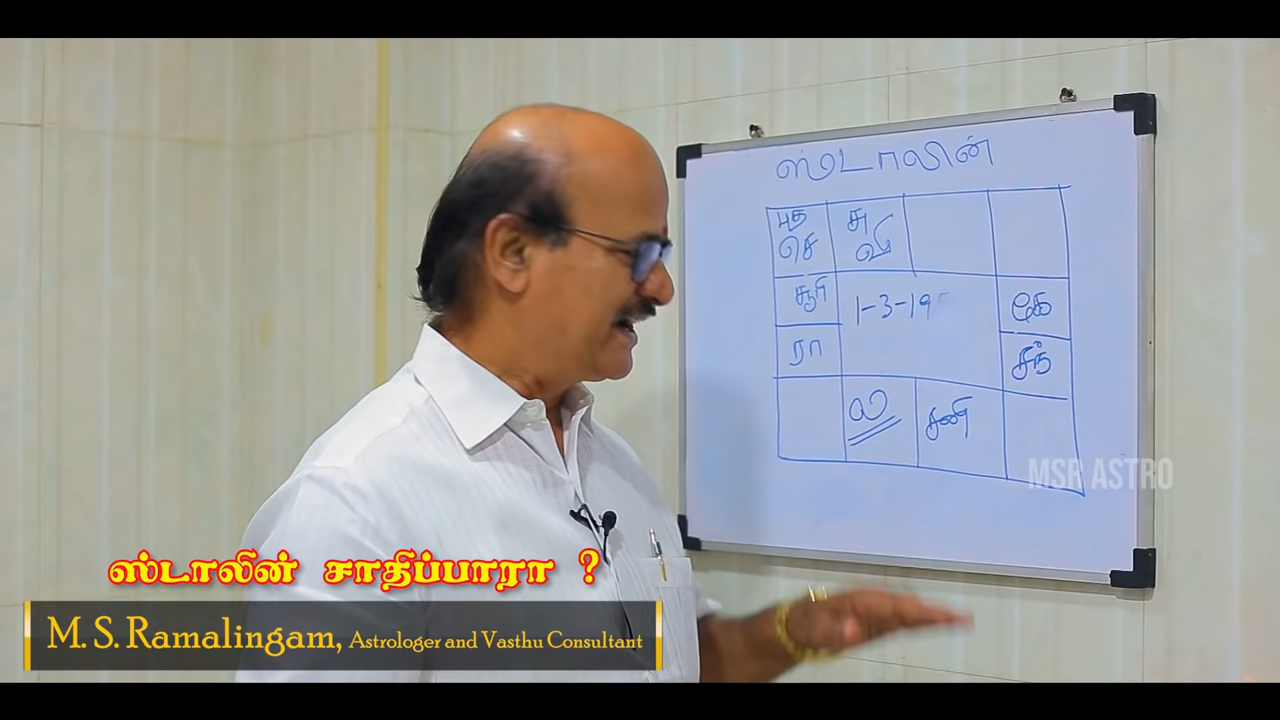 ஸ்டாலின்
புத சு
செ வி
சூரி 1-3-19 கே
ரா சந்
ல சனி
MSR ASTRO
ஸ்டாலின் சாதிப்பாரா ?
M. S. Ramalingam, Astrologer and Vasthu Consultant